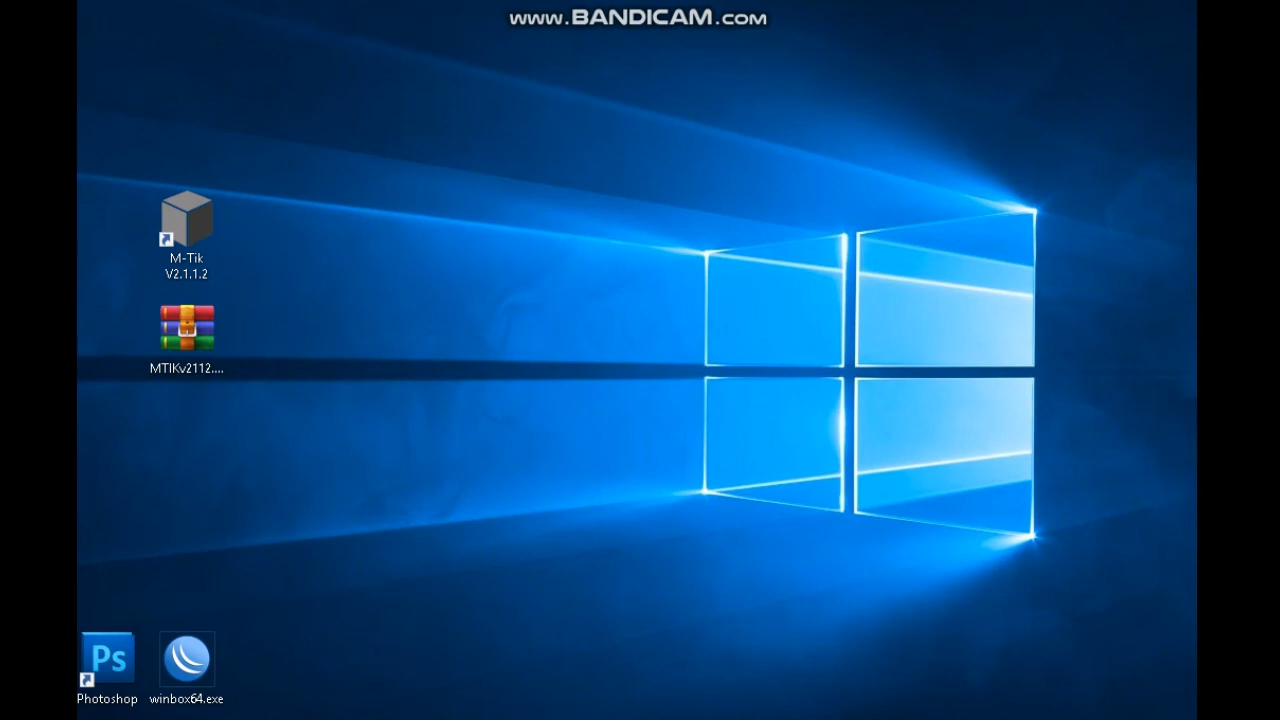 www.BANDICAM.com
M-Tik
V2.1.1.2
MTIKv2112....
Ps
Photoshop
winbox64.exe